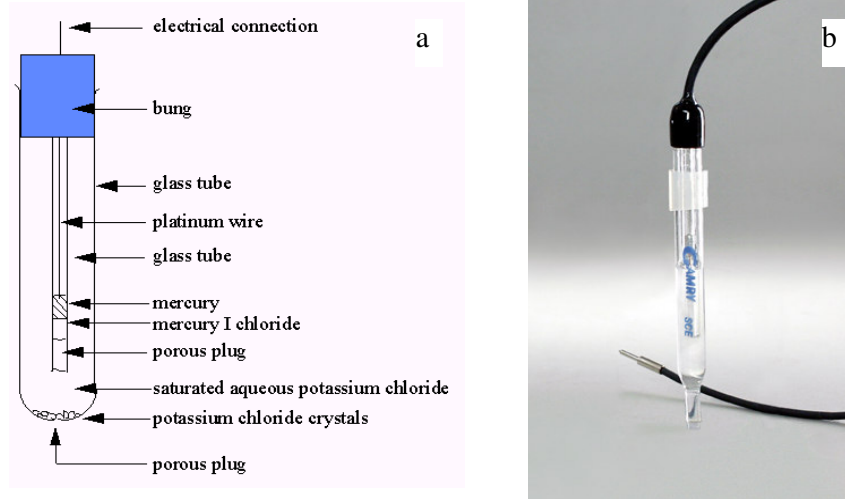 electrical connection
a
bung
glass tube
platinum wire
glass tube
mercury
mercury I chloride
porous plug
saturated aqueous potassium chloride
potassium chloride crystals
porous plug
b
CAMRY
SCE